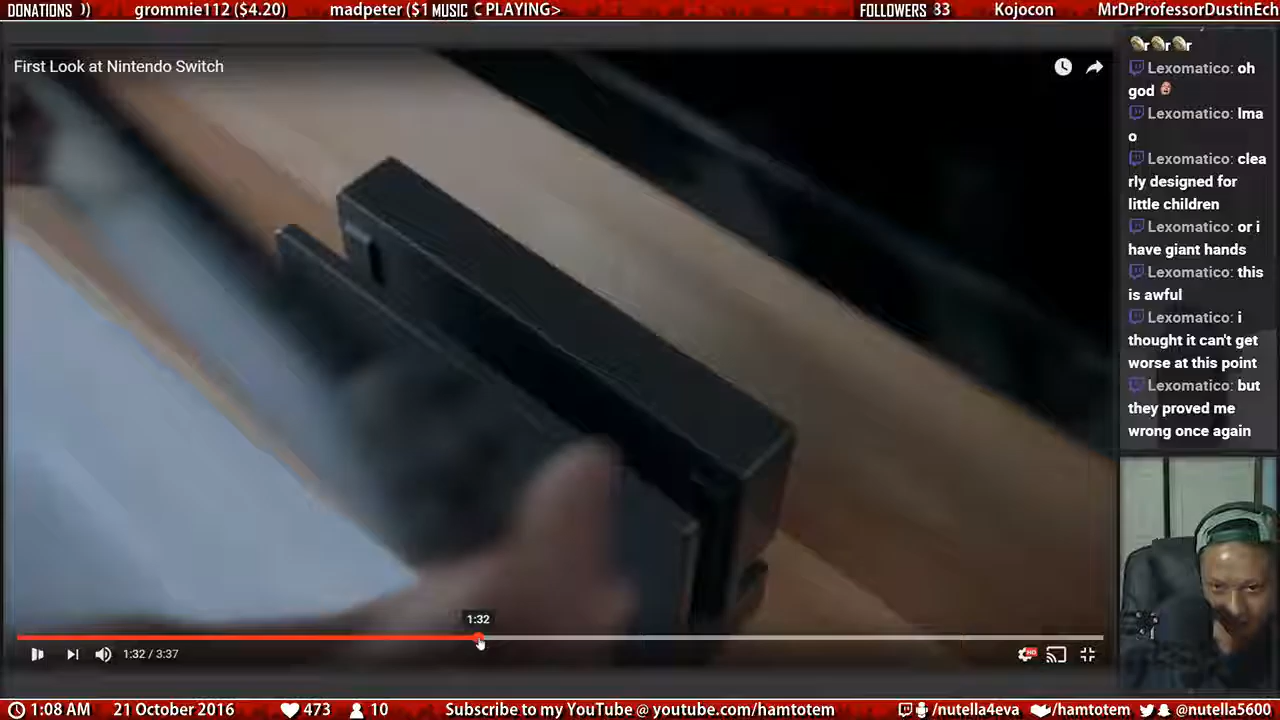 DONATIONS )) grommie112 ($4.20) madpeter ($1 MUSIC C PLAYING> FOLLOWERS 33 Kojocon MrDrProfessorDustinEch
First Look at Nintendo Switch
r r r
Lexomatico: oh
god
Lexomatico: lma
o
Lexomatico: clea
rly designed for
little children
Lexomatico: or i
have giant hands
Lexomatico: this
is awful
Lexomatico: i
thought it can't get
worse at this point
Lexomatico: but
they proved me
wrong once again
1:32
1:32 / 3:37
HD
1:08 AM 21 October 2016 473 10 Subscribe to my YouTube @ youtube.com/hamtotem /nutella4eva /hamtotem @nutella5600